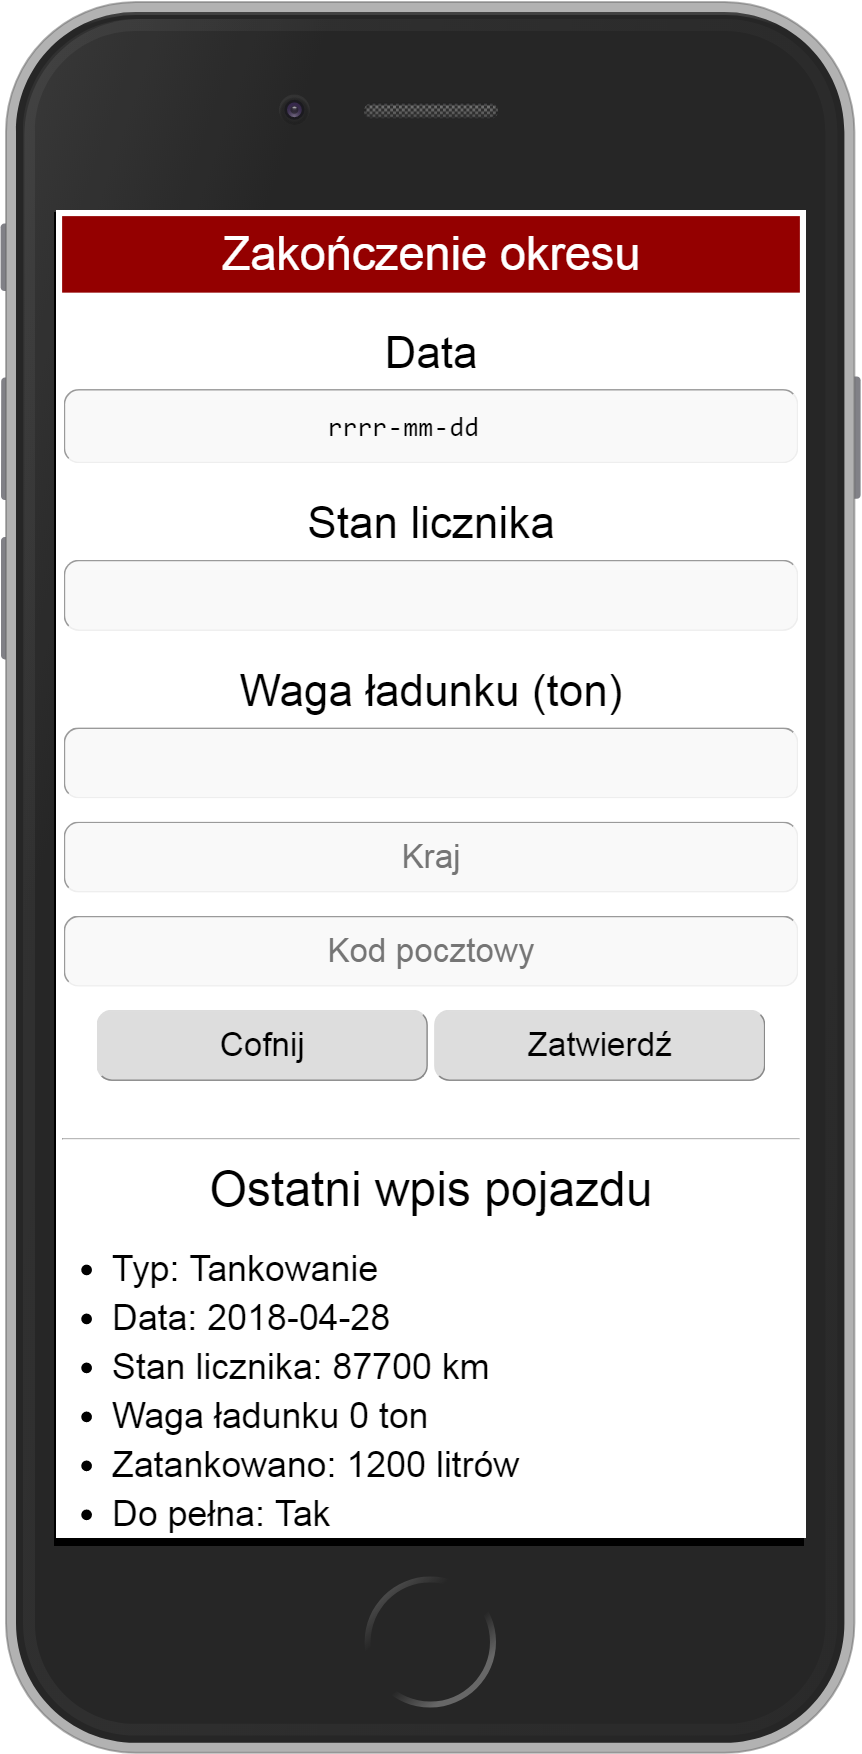 Zakończenie okresu
Data
rrrr-mm-dd
Stan licznika
Waga ładunku (ton)
Kraj
Kod pocztowy
Cofnij Zatwierdź
Ostatni wpis pojazdu
• Typ: Tankowanie
• Data: 2018-04-28
• Stan licznika: 87700 km
• Waga ładunku 0 ton
• Zatankowano: 1200 litrów
• Do pełna: Tak